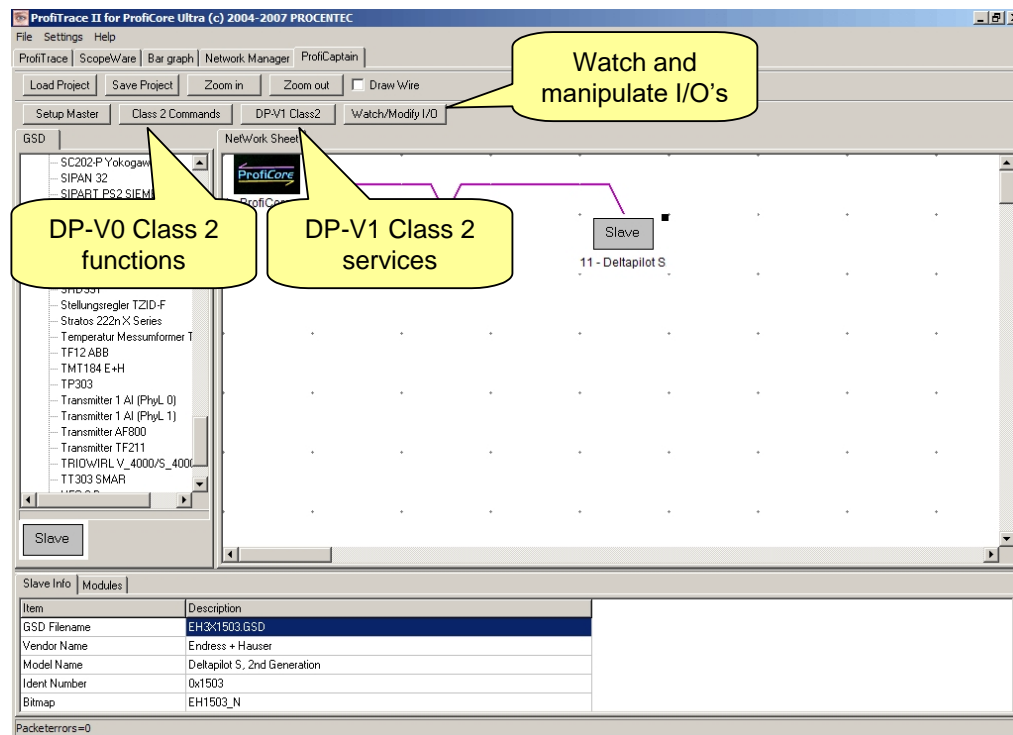 ProfiTrace II for ProfiCore Ultra (c) 2004-2007 PROCENTEC
File Settings Help
ProfiTrace ScopeWare Bar graph Network Manager ProfiCaptain
Watch and
manipulate I/O's
Load Project Save Project Zoom in Zoom out Draw Wire
Setup Master Class 2 Commands DP-V1 Class2 Watch/Modify I/O
GSD NetWork Sheet
SC202-P Yokogaw
SIPAN 32
SIPART PS2 SIEM
ProfiCore
DP-V0 Class 2
functions
DP-V1 Class 2
services
Slave
11 - Deltapilot S
Stellungsregler TZID-F
Stratos 222n X Series
Temperatur Messumformer T
TF12 ABB
TMT184 E+H
TP303
Transmitter 1 AI (PhyL 0)
Transmitter 1 AI (PhyL 1)
Transmitter AF800
Transmitter TF211
TRIOWIRL V_4000/S_400
TT303 SMAR
Slave
Slave Info Modules
Item Description
GSD Filename EH3X1503.GSD
Vendor Name Endress + Hauser
Model Name Deltapilot S, 2nd Generation
Ident Number 0x1503
Bitmap EH1503_N
Packeterrors=0